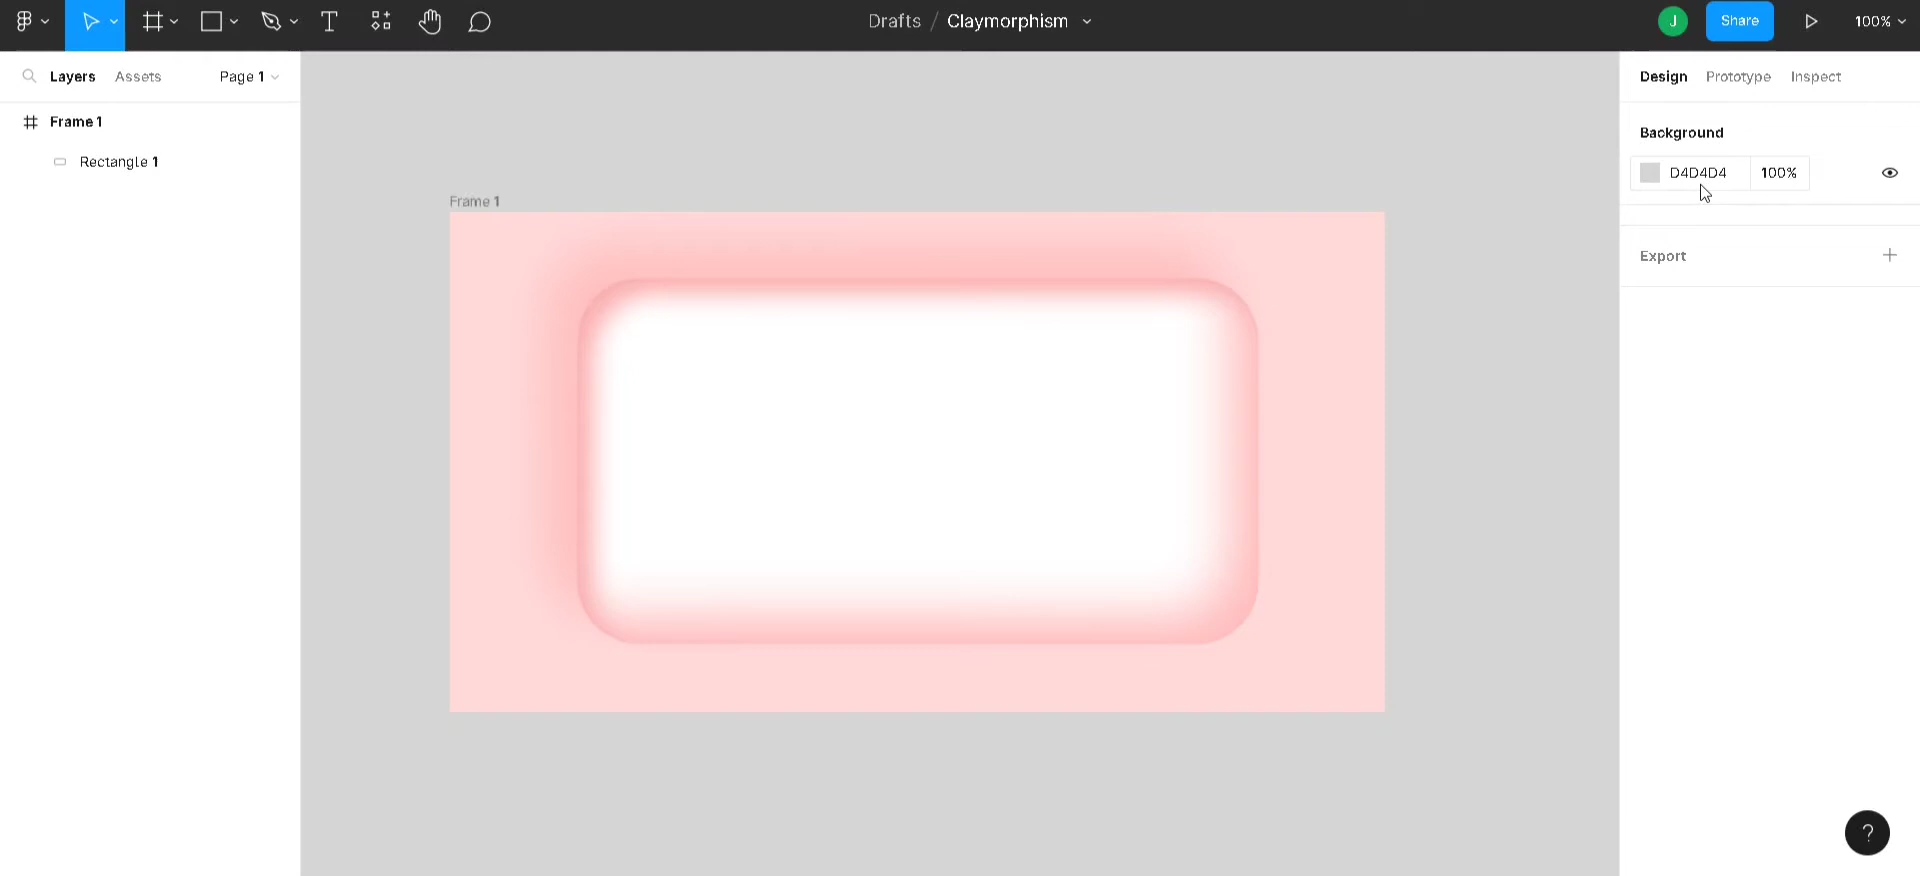 Drafts / Claymorphism
J
Share
100%
Layers
Assets
Page 1
Frame 1
Rectangle 1
Frame 1
Design
Prototype
Inspect
Background
D4D4D4
100%
Export
?